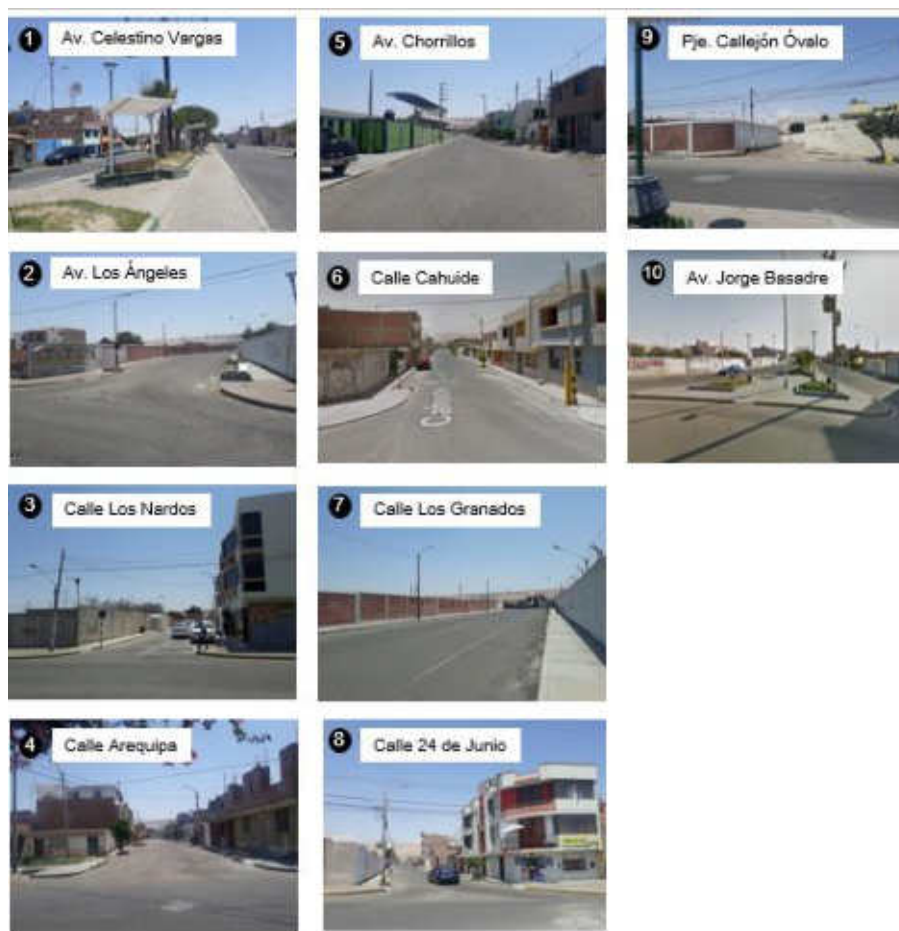 1 Av. Celestino Vargas
2 Av. Los Ángeles
3 Calle Los Nardos
4 Calle Arequipa
5 Av. Chorrillos
6 Calle Cahuide
7 Calle Los Granados
8 Calle 24 de Junio
9 Pje. Callejón Óvalo
10 Av. Jorge Basadre